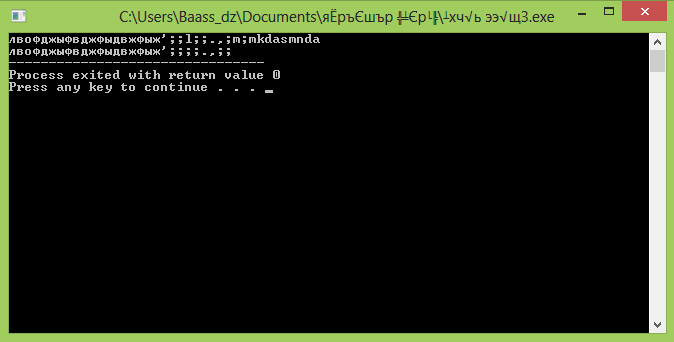 C:\Users\Baass_dz\Documents\яЁръЄшър ╬╩Єр╘╠\┴хч√ь ээ√щ3.exe
лвофджыфвджфыдвжфыж';;l;;.,;m;mkdasmnda
лвофджыфвджфыдвжфыж';;;;.,;;
--------------------------------
Process exited with return value 0
Press any key to continue . . . _